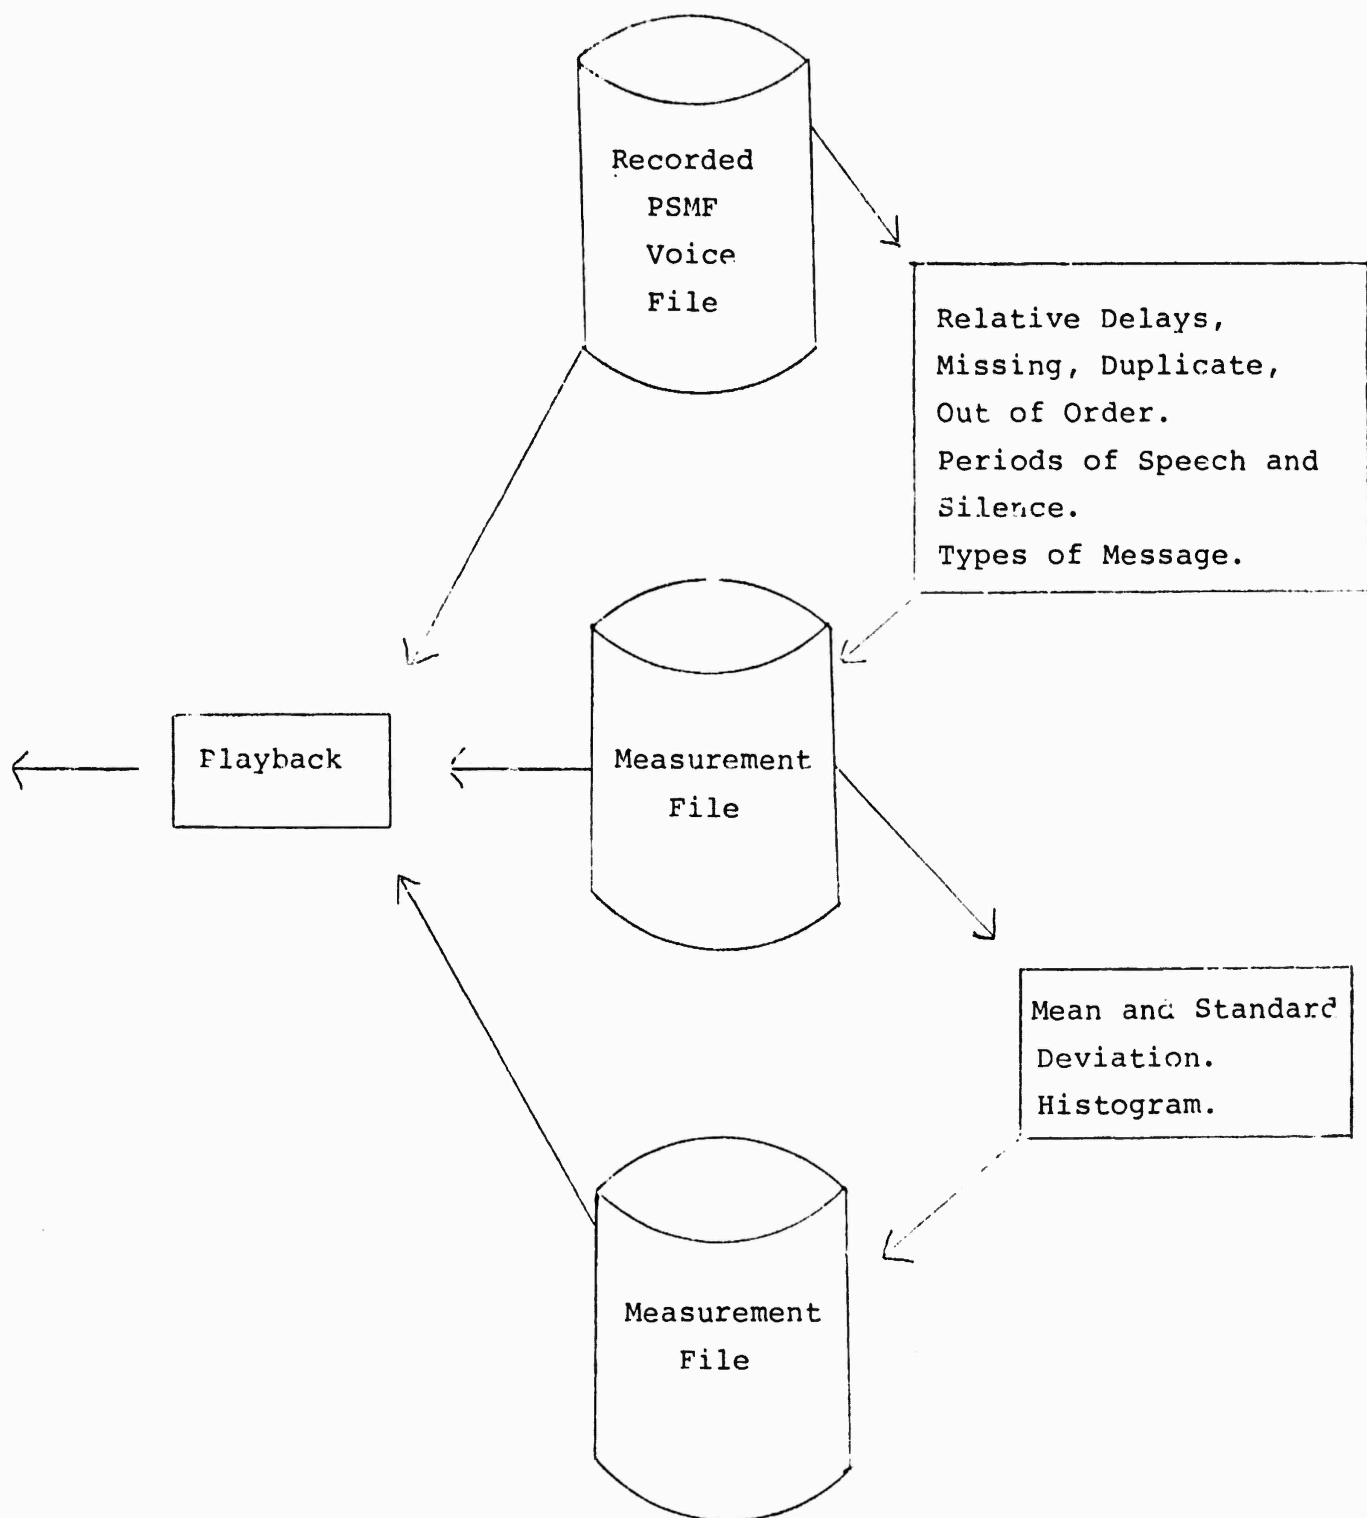 Recorded
PSMF
Voice
File
Relative Delays,
Missing, Duplicate,
Out of Order.
Periods of Speech and
Silence.
Types of Message.
Playback
Measurement
File
Mean and Standard
Deviation.
Histogram.
Measurement
File